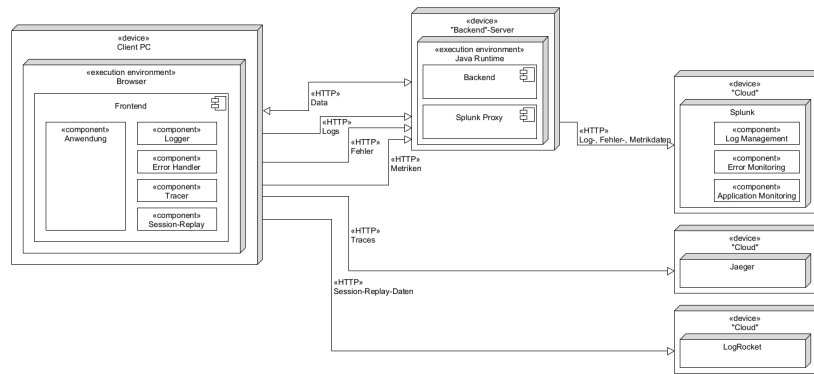 «device»
Client PC
«execution environment»
Browser
Frontend
«component»
Anwendung
«component»
Logger
«component»
Error Handler
«component»
Tracer
«component»
Session-Replay
«HTTP»
Data
«HTTP»
Logs
«HTTP»
Fehler
«HTTP»
Metriken
«HTTP»
Traces
«HTTP»
Session-Replay-Daten
«device»
"Backend"-Server
«execution environment»
Java Runtime
Backend
Splunk Proxy
«HTTP»
Log-, Fehler-, Metrikdaten
«device»
"Cloud"
Splunk
«component»
Log Management
«component»
Error Monitoring
«component»
Application Monitoring
«device»
"Cloud"
Jaeger
«device»
"Cloud"
LogRocket